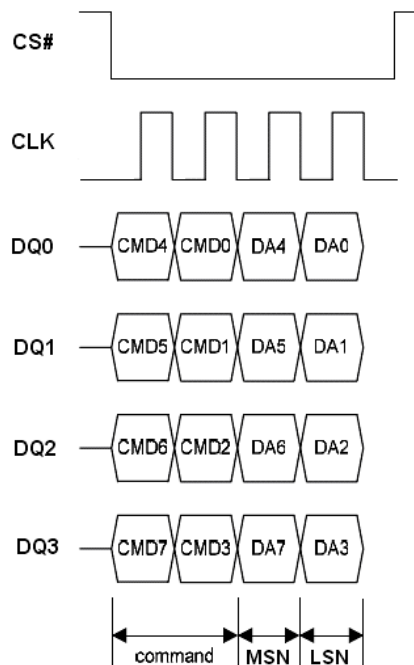 CS#
CLK
DQ0 CMD4 CMD0 DA4 DA0
DQ1 CMD5 CMD1 DA5 DA1
DQ2 CMD6 CMD2 DA6 DA2
DQ3 CMD7 CMD3 DA7 DA3
command MSN LSN